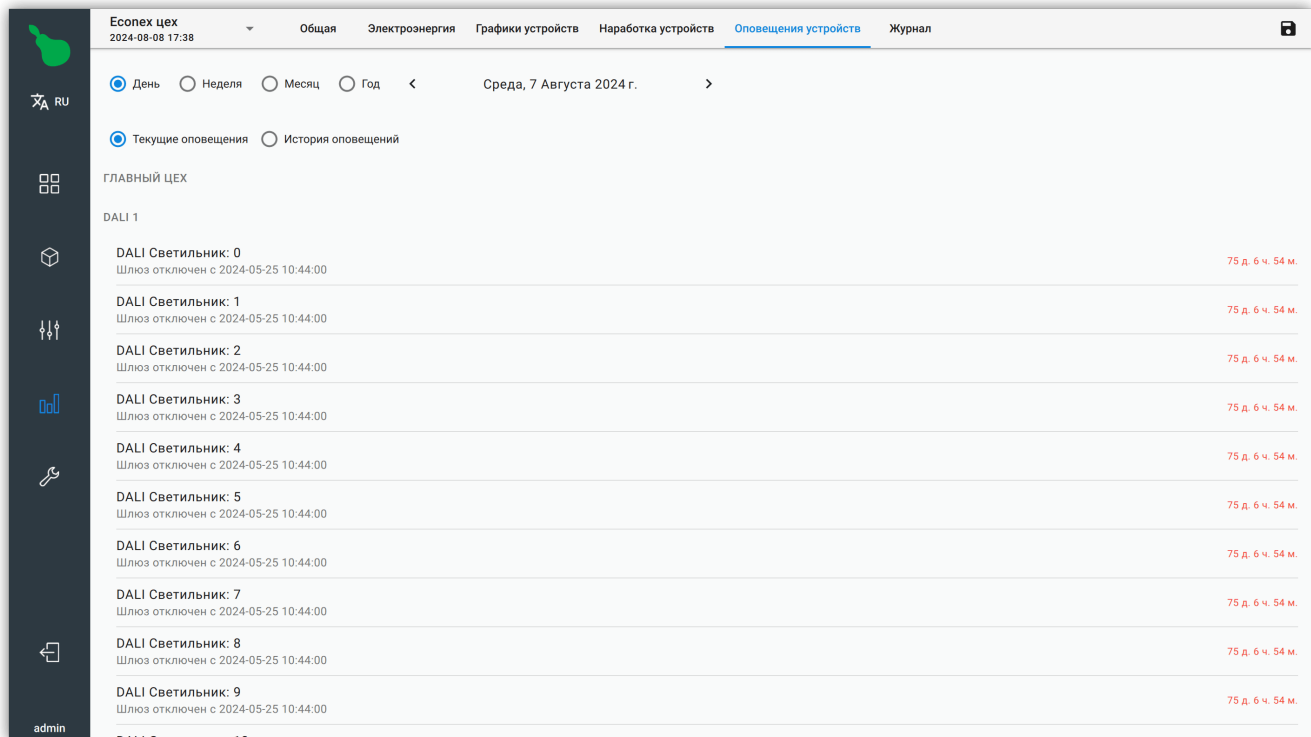 Econex цех
2024-08-08 17:38
Общая Электроэнергия Графики устройств Наработка устройств Оповещения устройств Журнал
RU
День Неделя Месяц Год Среда, 7 Августа 2024 г.
Текущие оповещения История оповещений
ГЛАВНЫЙ ЦЕХ
DALI 1
DALI Светильник: 0
Шлюз отключен с 2024-05-25 10:44:00
75 д. 6 ч. 54 м.
DALI Светильник: 1
Шлюз отключен с 2024-05-25 10:44:00
75 д. 6 ч. 54 м.
DALI Светильник: 2
Шлюз отключен с 2024-05-25 10:44:00
75 д. 6 ч. 54 м.
DALI Светильник: 3
Шлюз отключен с 2024-05-25 10:44:00
75 д. 6 ч. 54 м.
DALI Светильник: 4
Шлюз отключен с 2024-05-25 10:44:00
75 д. 6 ч. 54 м.
DALI Светильник: 5
Шлюз отключен с 2024-05-25 10:44:00
75 д. 6 ч. 54 м.
DALI Светильник: 6
Шлюз отключен с 2024-05-25 10:44:00
75 д. 6 ч. 54 м.
DALI Светильник: 7
Шлюз отключен с 2024-05-25 10:44:00
75 д. 6 ч. 54 м.
DALI Светильник: 8
Шлюз отключен с 2024-05-25 10:44:00
75 д. 6 ч. 54 м.
DALI Светильник: 9
Шлюз отключен с 2024-05-25 10:44:00
75 д. 6 ч. 54 м.
admin